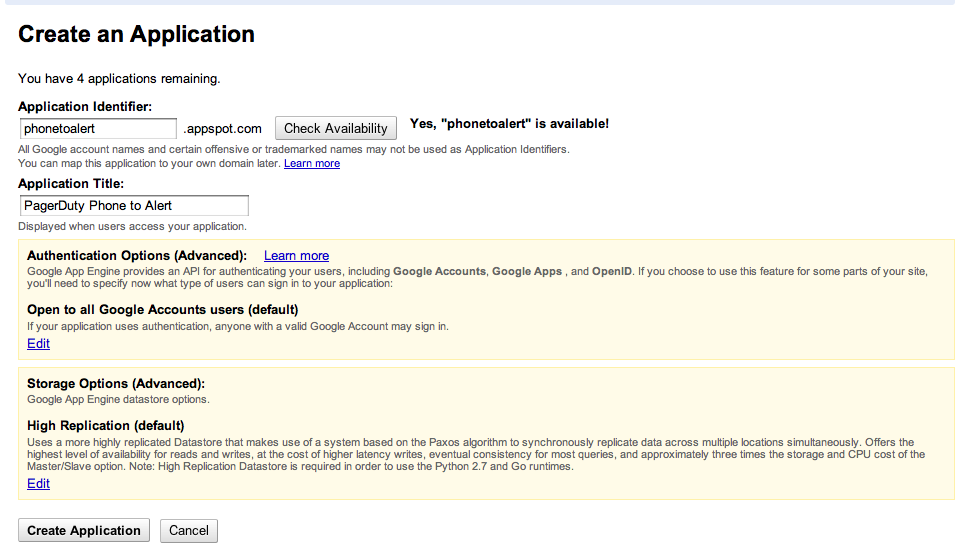 Create an Application
You have 4 applications remaining.
Application Identifier:
phonetoalert .appspot.com Check Availability Yes, "phonetoalert" is available!
All Google account names and certain offensive or trademarked names may not be used as Application Identifiers.
You can map this application to your own domain later. Learn more
Application Title:
PagerDuty Phone to Alert
Displayed when users access your application.
Authentication Options (Advanced): Learn more
Google App Engine provides an API for authenticating your users, including Google Accounts, Google Apps , and OpenID. If you choose to use this feature for some parts of your site,
you'll need to specify now what type of users can sign in to your application:
Open to all Google Accounts users (default)
If your application uses authentication, anyone with a valid Google Account may sign in.
Edit
Storage Options (Advanced):
Google App Engine datastore options.
High Replication (default)
Uses a more highly replicated Datastore that makes use of a system based on the Paxos algorithm to synchronously replicate data across multiple locations simultaneously. Offers the
highest level of availability for reads and writes, at the cost of higher latency writes, eventual consistency for most queries, and approximately three times the storage and CPU cost of the
Master/Slave option. Note: High Replication Datastore is required in order to use the Python 2.7 and Go runtimes.
Edit
Create Application Cancel